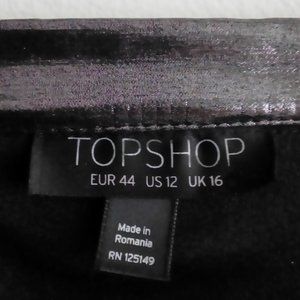 TOPSHOP
EUR 44 US 12 UK 16
Made in
Romania
RN 125149